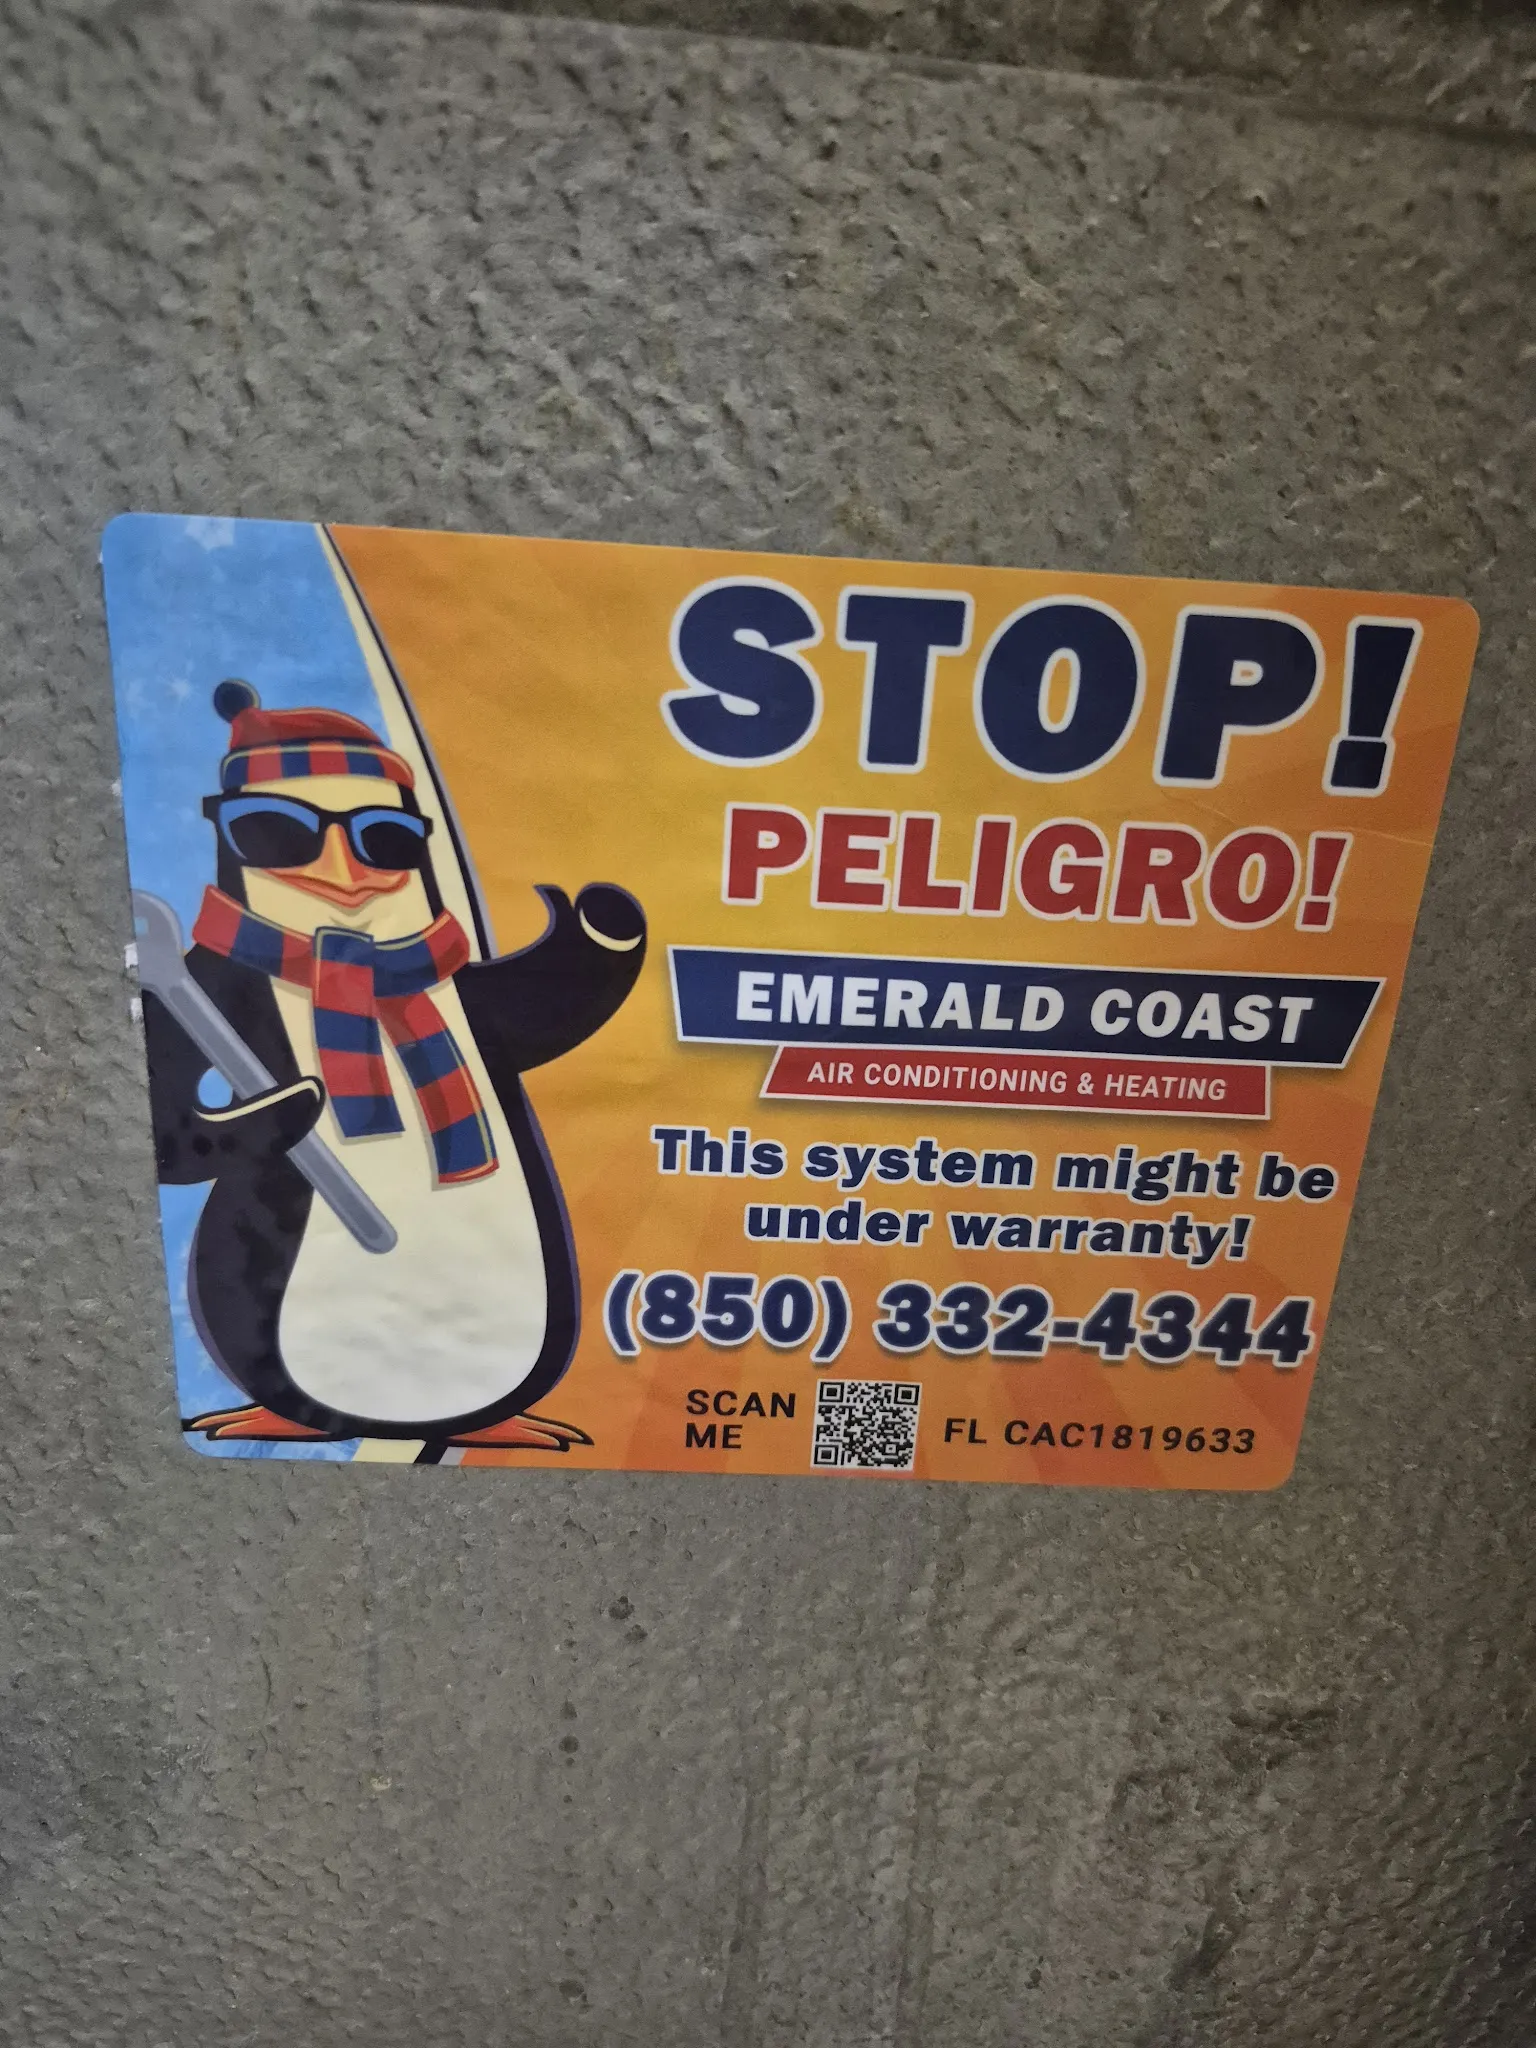 STOP!
PELIGRO!
EMERALD COAST
AIR CONDITIONING & HEATING
This system might be
under warranty!
(850) 332-4344
SCAN
ME
FL CAC1819633